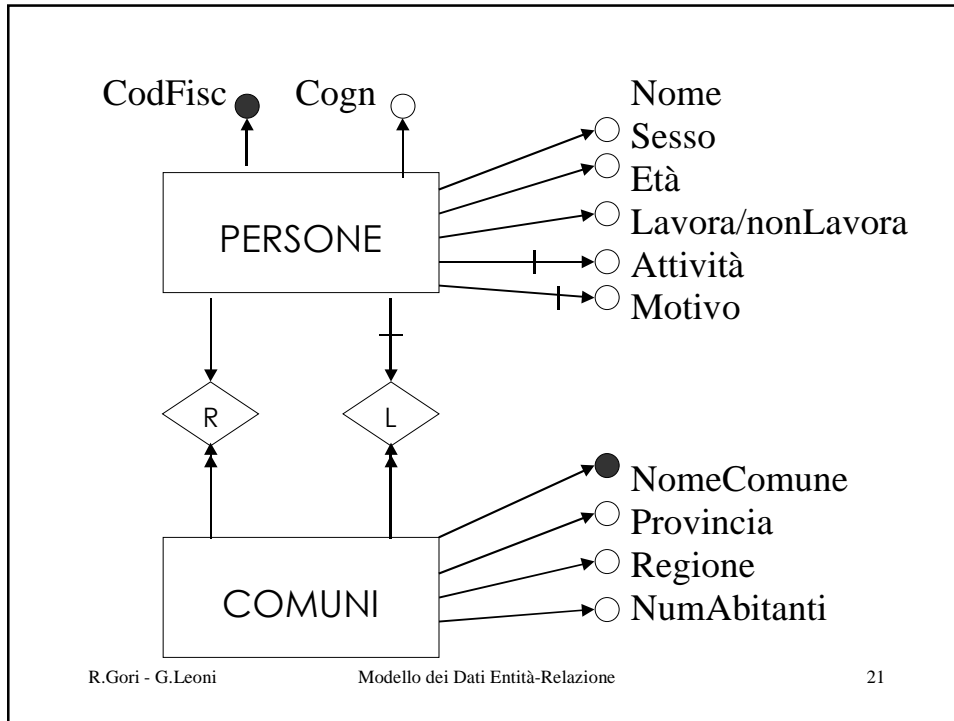 CodFisc Cogn
Nome
Sesso
Età
Lavora/nonLavora
Attività
Motivo
PERSONE
R L
NomeComune
Provincia
Regione
NumAbitanti
COMUNI
R.Gori - G.Leoni Modello dei Dati Entità-Relazione 21